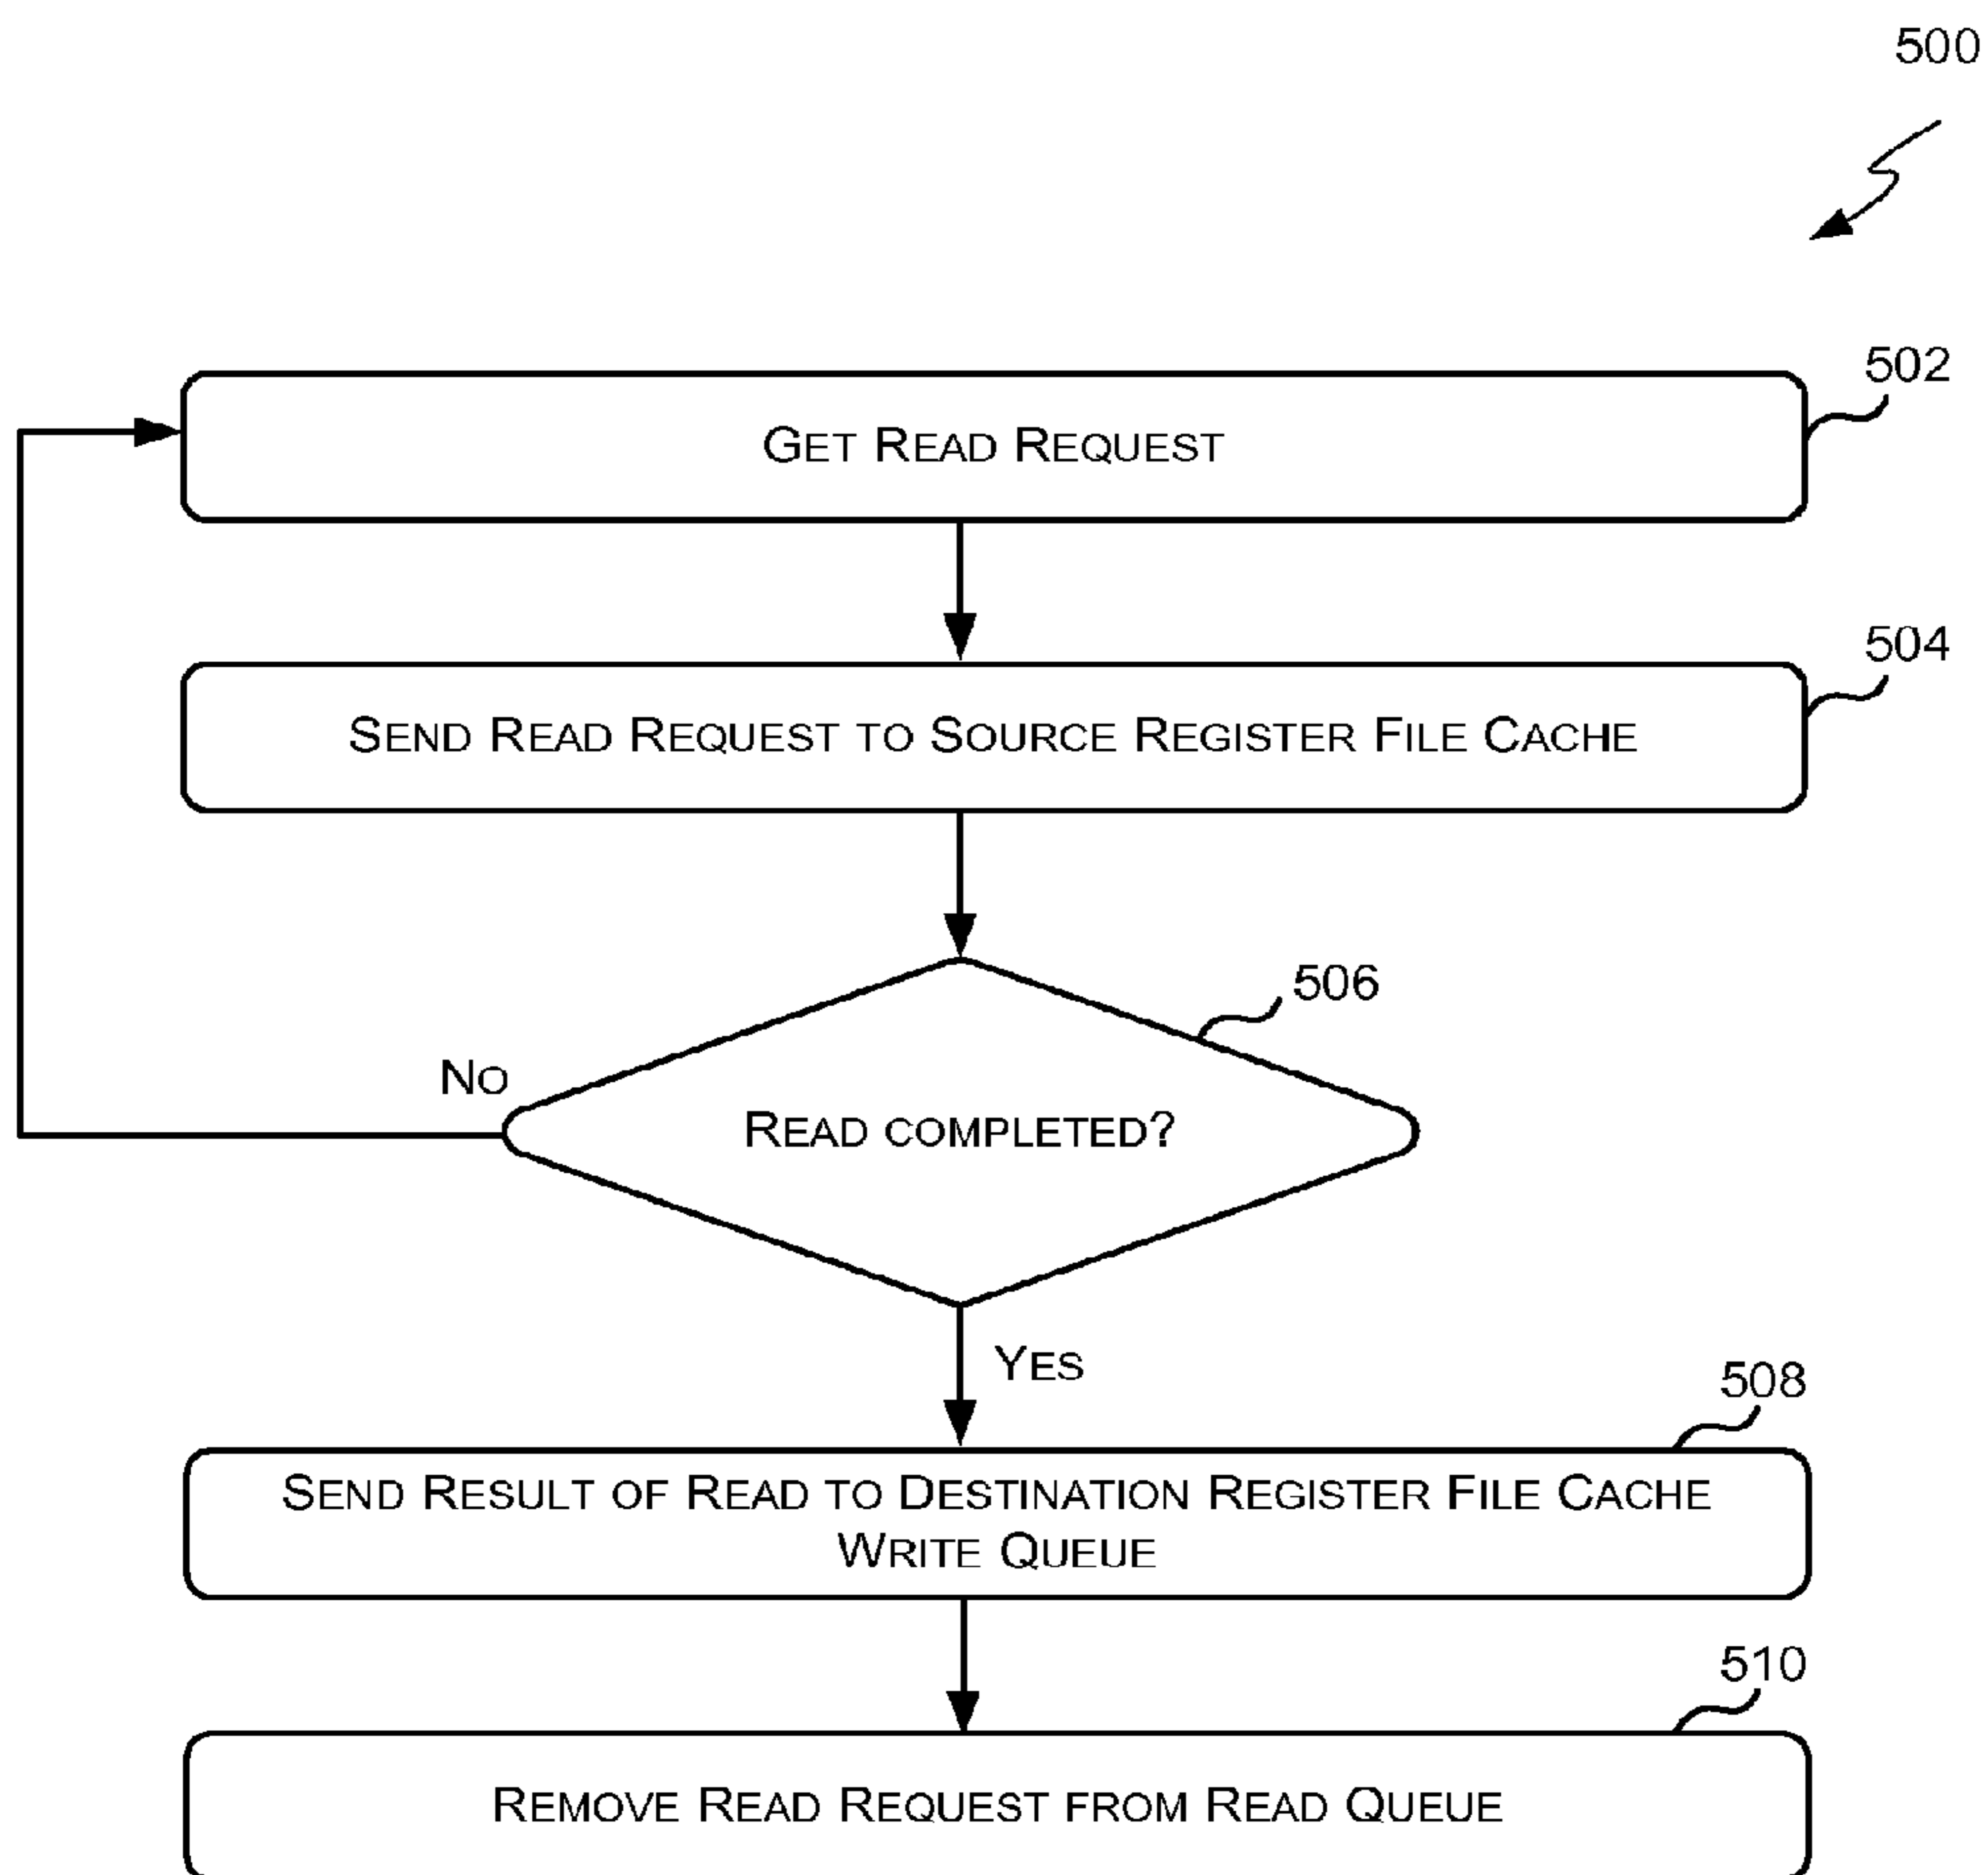 500
502
GET READ REQUEST
504
SEND READ REQUEST TO SOURCE REGISTER FILE CACHE
506
NO
READ COMPLETED?
YES
508
SEND RESULT OF READ TO DESTINATION REGISTER FILE CACHE
WRITE QUEUE
510
REMOVE READ REQUEST FROM READ QUEUE